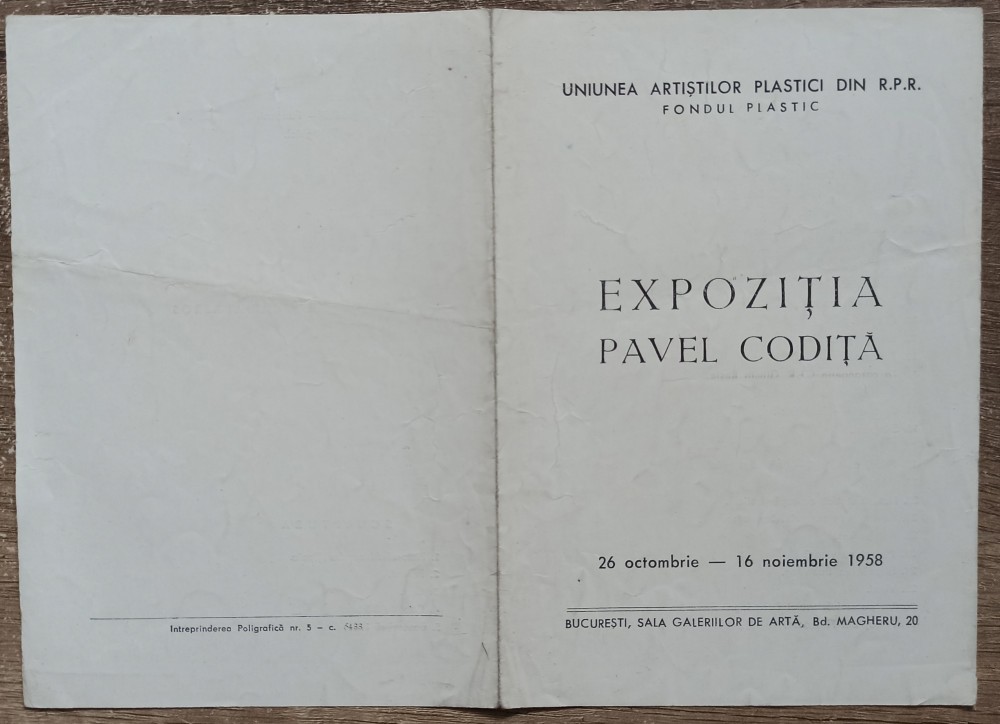 UNIUNEA ARTIȘTILOR PLASTICI DIN R.P.R.
FONDUL PLASTIC
EXPOZIȚIA
PAVEL CODIȚĂ
26 octombrie — 16 noiembrie 1958
BUCUREȘTI, SALA GALERIILOR DE ARTĂ, Bd. MAGHERU, 20
Intreprinderea Poligrafică nr. 5 – c.